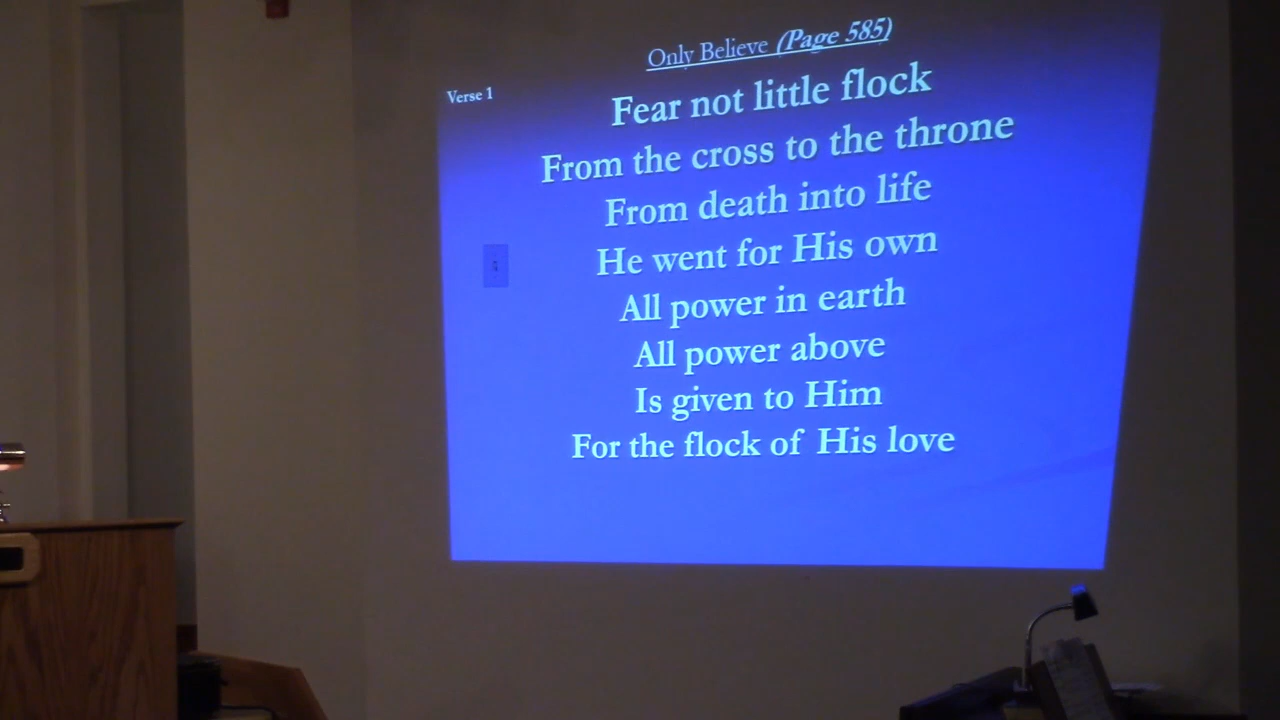 Only Believe (Page 585)
Verse 1
Fear not little flock
From the cross to the throne
From death into life
He went for His own
All power in earth
All power above
Is given to Him
For the flock of His love